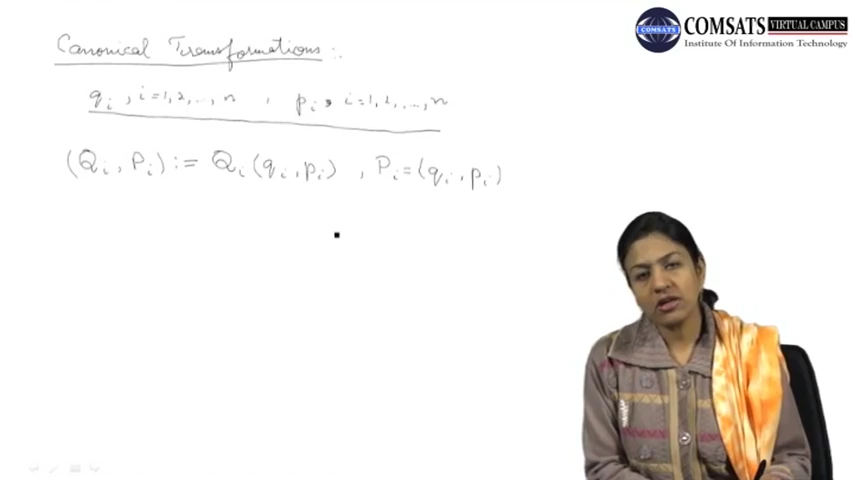 COMSATS VIRTUAL CAMPUS
COMSATS
Institute Of Information Technology
Canonical Transformations :.
qi , i=1,2,...,n , pi , i=1,2,...,n
(Qi , Pi) := Qi (qi , pi) , Pi = (qi , pi)